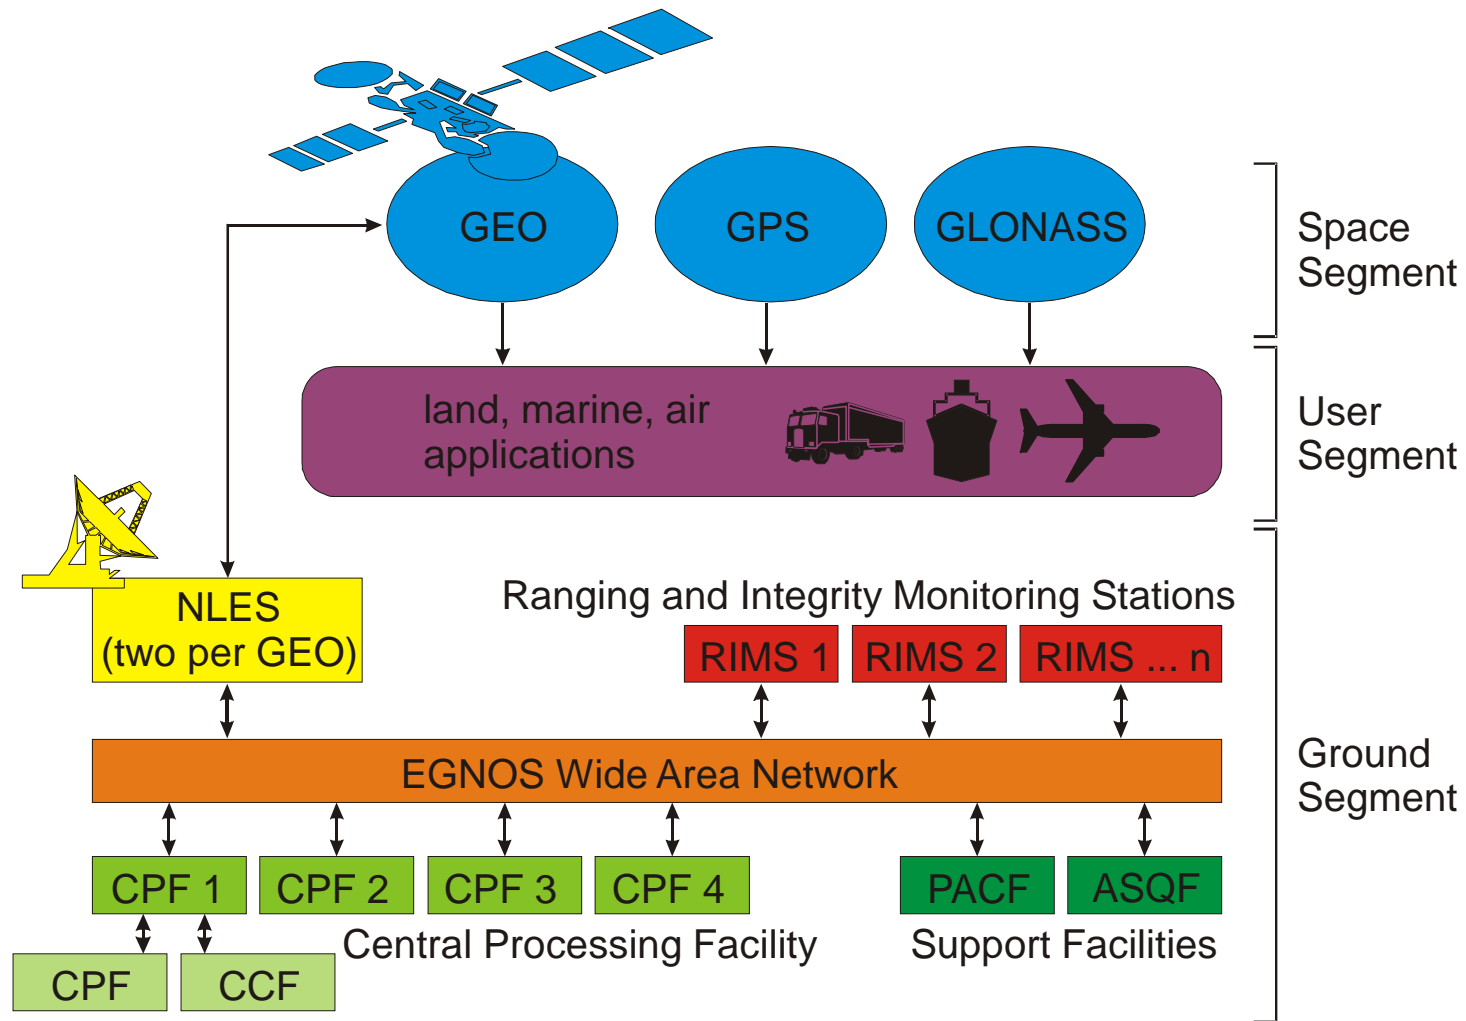 GEO
GPS
GLONASS
Space
Segment
land, marine, air
applications
User
Segment
NLES
(two per GEO)
Ranging and Integrity Monitoring Stations
RIMS 1
RIMS 2
RIMS ... n
EGNOS Wide Area Network
Ground
Segment
CPF 1
CPF 2
CPF 3
CPF 4
PACF
ASQF
Central Processing Facility
Support Facilities
CPF
CCF